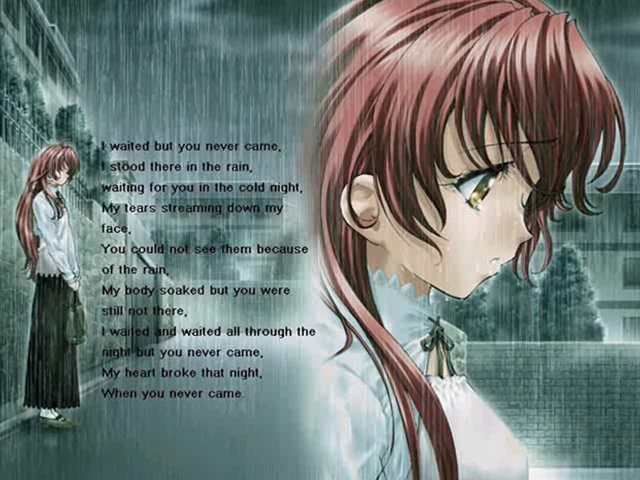 I waited but you never came,
I stood there in the rain,
waiting for you in the cold night,
My tears streaming down my
face,
You could not see them because
of the rain,
My body soaked but you were
still not there,
I waited and waited all through the
night but you never came,
My heart broke that night,
When you never came.